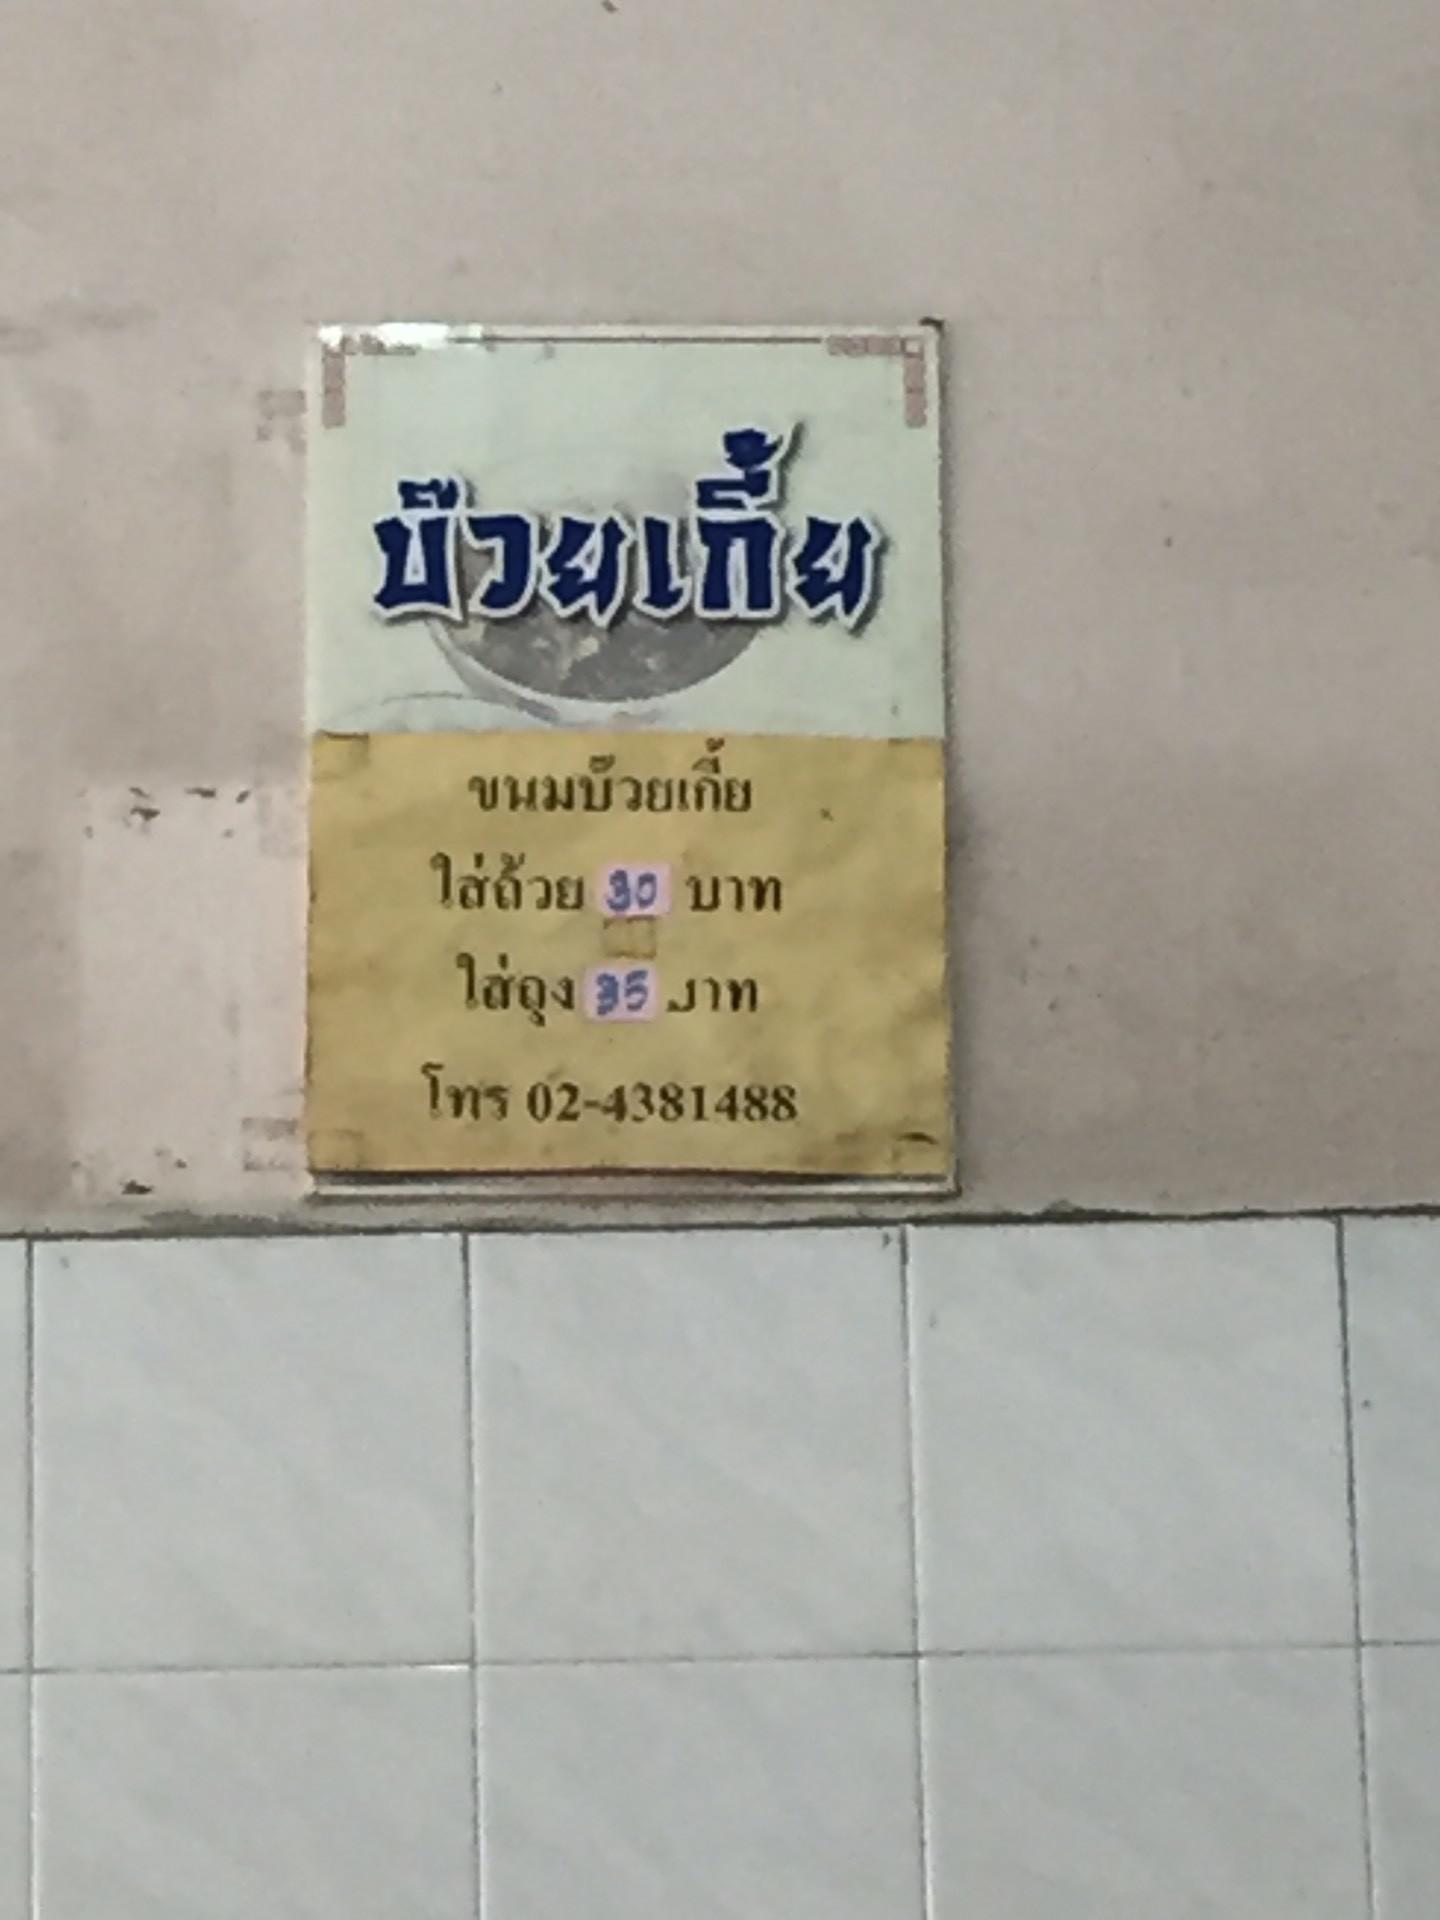 บ๊วยเกี้ย
ขนมบ๊วยเกี้ย
ใส่ถ้วย 30 บาท
ใส่ถุง 35 บาท
โทร 02-4381488